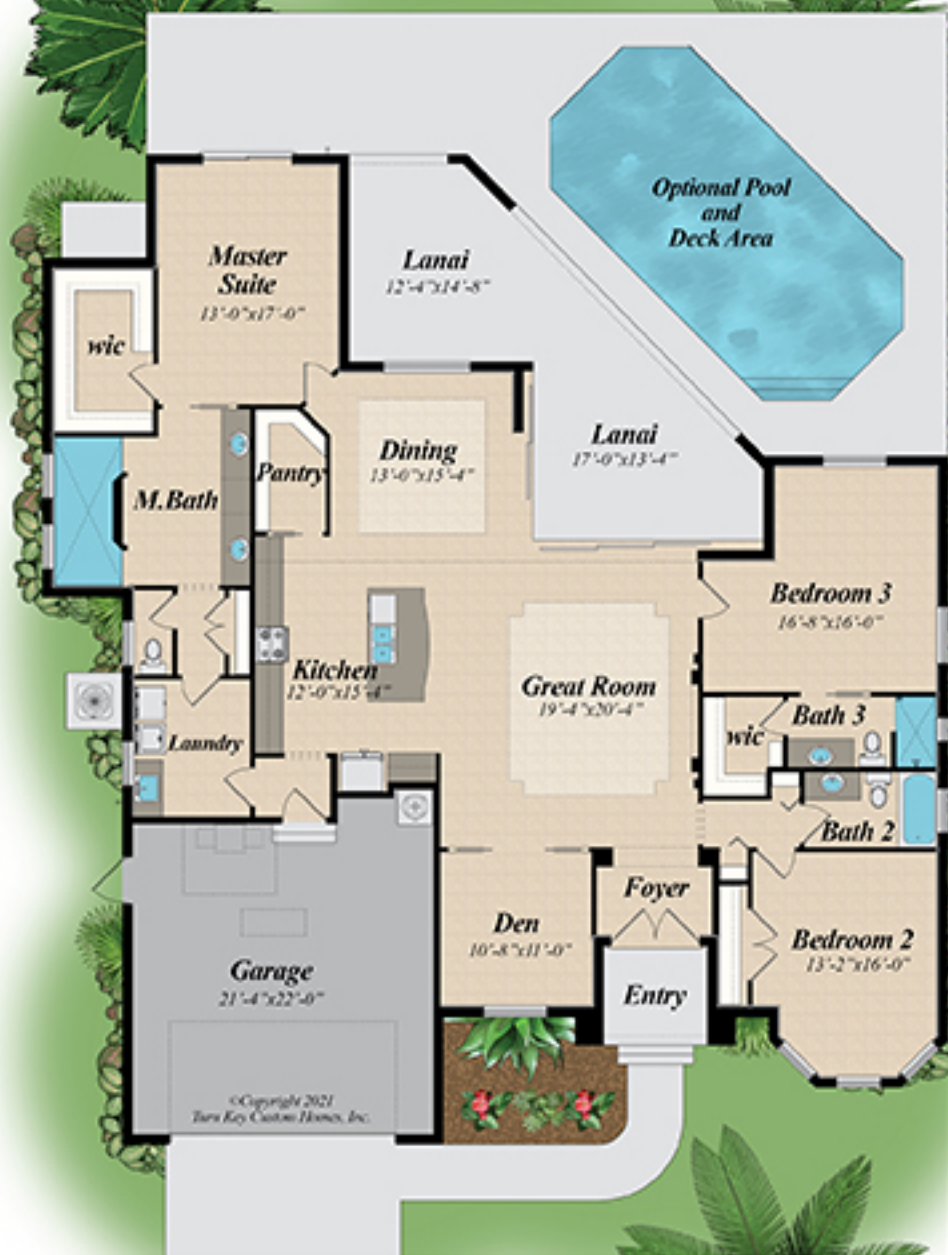 Optional Pool
and
Deck Area
Master
Suite
13'-0"x17'-0"
Lanai
12'-4"x14'-8"
wic
Lanai
17'-0"x13'-4"
Dining
13'-0"x15'-4"
Pantry
M.Bath
Bedroom 3
16'-8"x16'-0"
Kitchen
12'-0"x15'-4"
Great Room
19'-4"x20'-4"
Bath 3
wic
Laundry
Bath 2
Foyer
Den
10'-8"x11'-0"
Bedroom 2
13'-2"x16'-0"
Garage
21'-4"x22'-0"
Entry
©Copyright 2021
Turn Key Custom Homes, Inc.